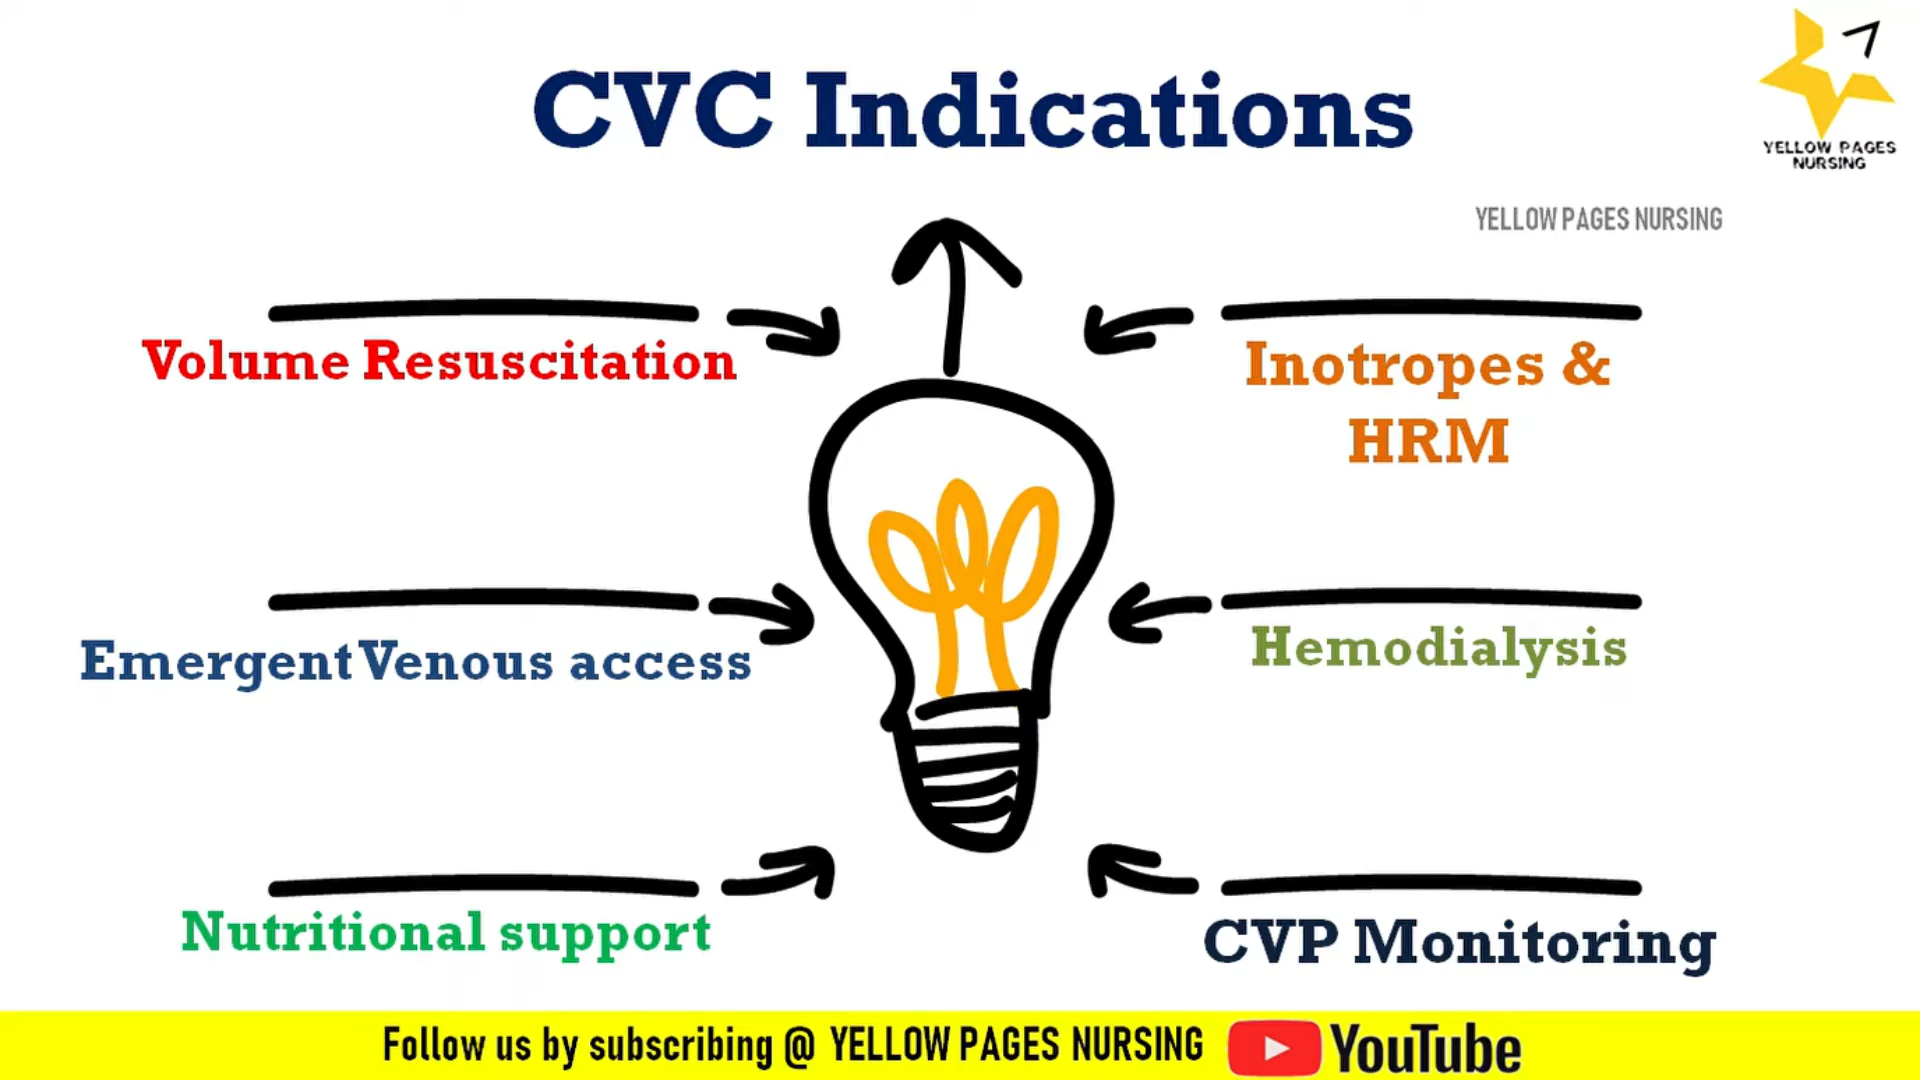 CVC Indications
YELLOW PAGES
NURSING
YELLOW PAGES NURSING
Volume Resuscitation
Inotropes &
HRM
Emergent Venous access
Hemodialysis
Nutritional support
CVP Monitoring
Follow us by subscribing @ YELLOW PAGES NURSING YouTube